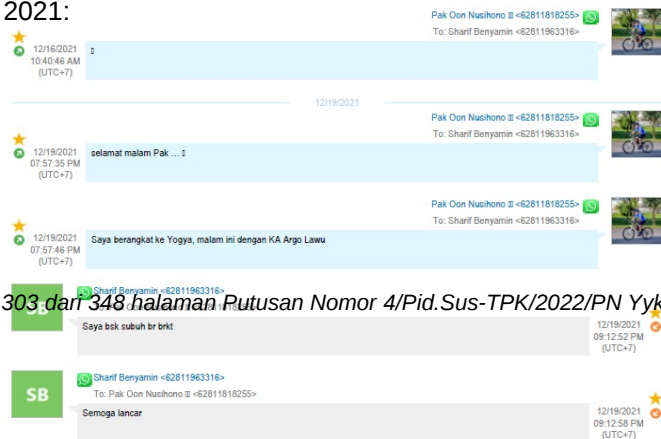 2021:
Pak Oon Nusihono <62811818255>
To: Sharif Benyamin <62811963316>
12/16/2021
10:40:46 AM
(UTC+7)
12/19/2021
Pak Oon Nusihono <62811818255>
To: Sharif Benyamin <62811963316>
12/19/2021
07:57:35 PM
(UTC+7)
selamat malam Pak ...
Pak Oon Nusihono <62811818255>
To: Sharif Benyamin <62811963316>
12/19/2021
07:57:46 PM
(UTC+7)
Saya berangkat ke Yogya, malam ini dengan KA Argo Lawu
SB
Sharif Benyamin <62811963316>
303 dari 348 halaman Putusan Nomor 4/Pid.Sus-TPK/2022/PN Yyk
Saya bsk subuh br brkt
12/19/2021
09:12:52 PM
(UTC+7)
SB
Sharif Benyamin <62811963316>
To: Pak Oon Nusihono <62811818255>
Semoga lancar
12/19/2021
09:12:58 PM
(UTC+7)